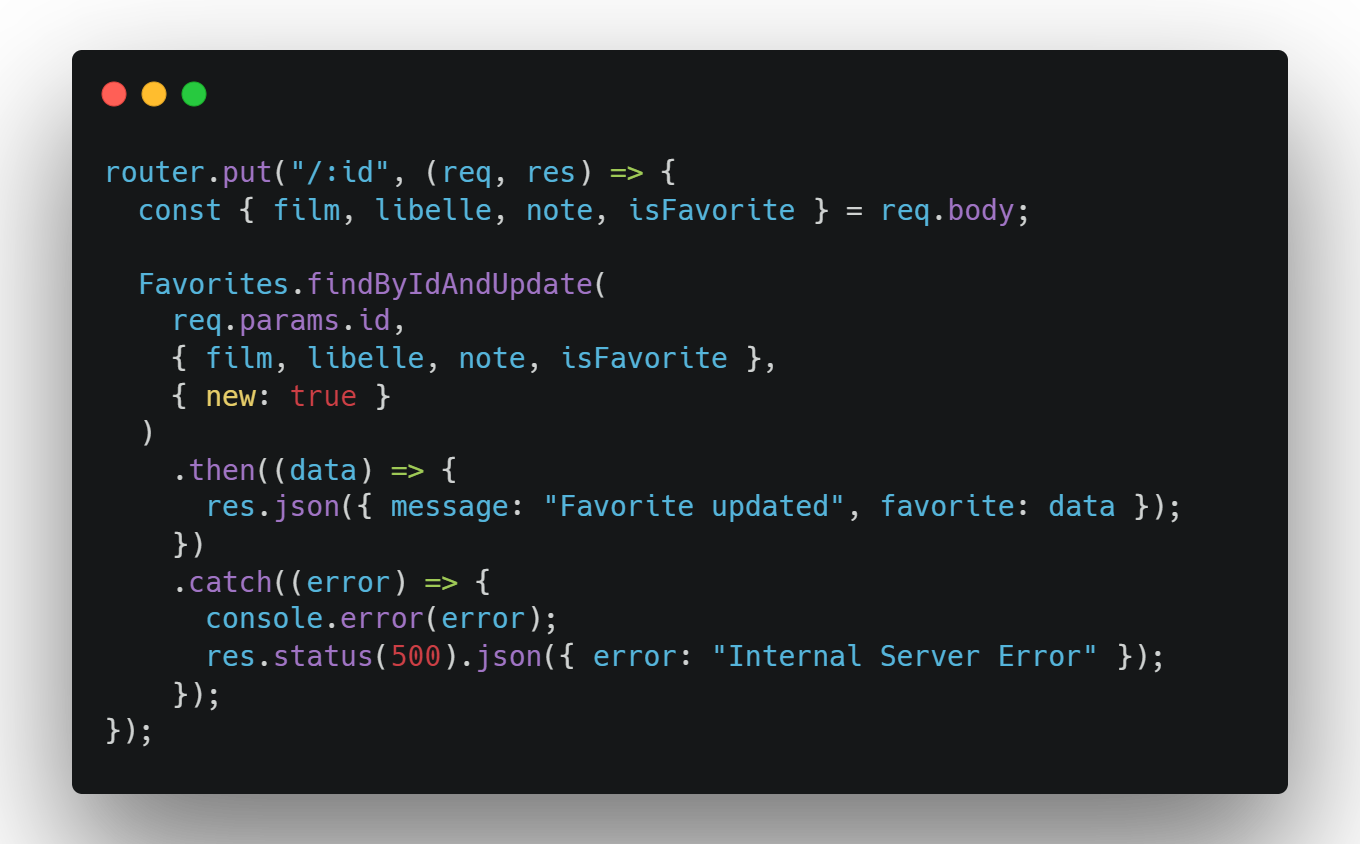 router.put("/:id", (req, res) => {
  const { film, libelle, note, isFavorite } = req.body;

  Favorites.findByIdAndUpdate(
    req.params.id,
    { film, libelle, note, isFavorite },
    { new: true }
  )
    .then((data) => {
      res.json({ message: "Favorite updated", favorite: data });
    })
    .catch((error) => {
      console.error(error);
      res.status(500).json({ error: "Internal Server Error" });
    });
});